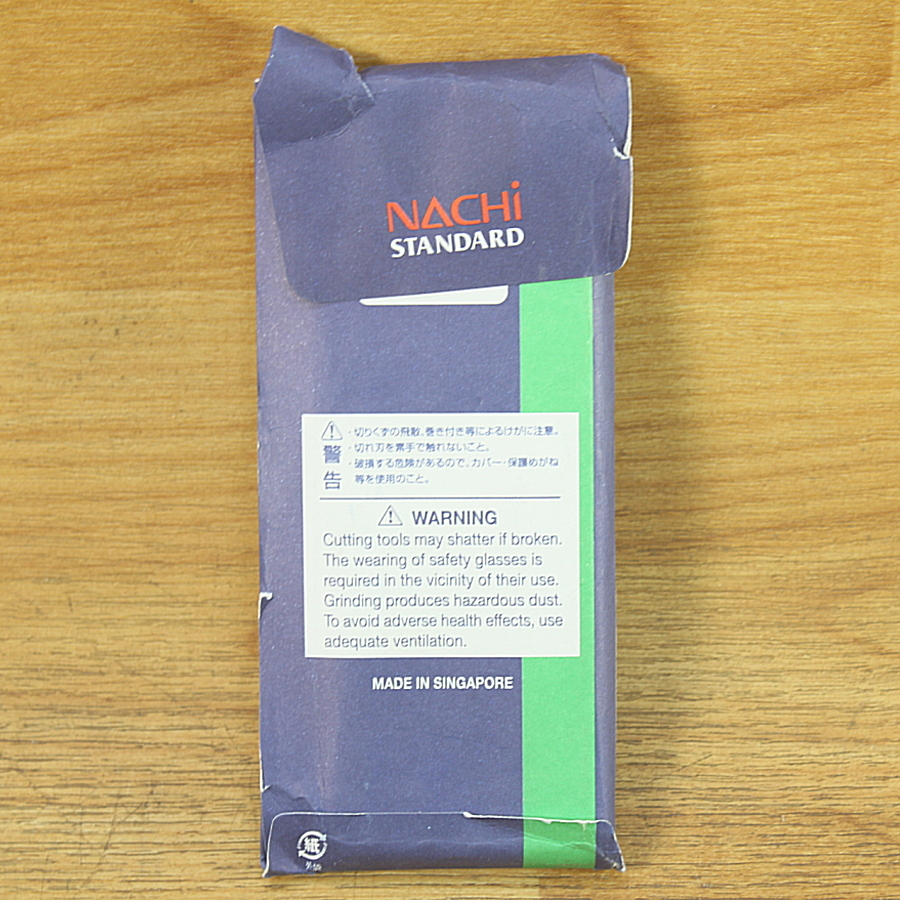 NACHi
STANDARD
・切りくずの飛散、巻き付き等によるけがに注意。
・切れ刃を素手で触れないこと。
警告
・破損する危険があるので、カバー・保護めがね
等を使用のこと。
WARNING
Cutting tools may shatter if broken.
The wearing of safety glasses is
required in the vicinity of their use.
Grinding produces hazardous dust.
To avoid adverse health effects, use
adequate ventilation.
MADE IN SINGAPORE
紙